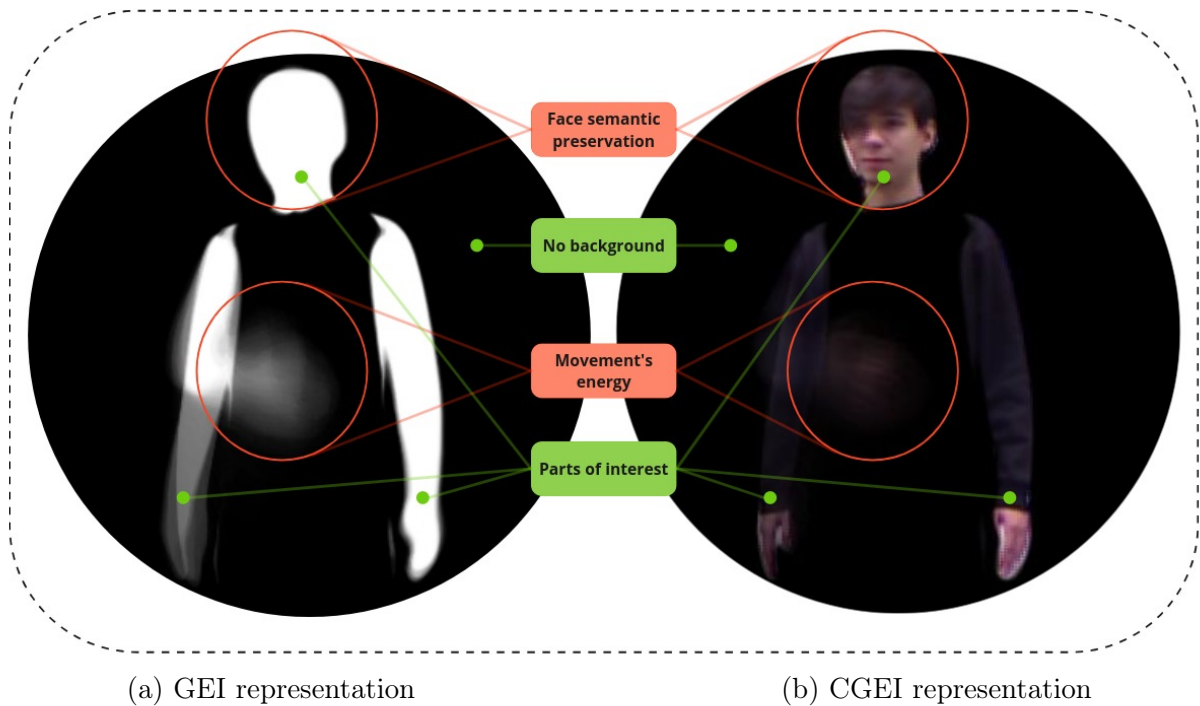 Face semantic
preservation
No background
Movement's
energy
Parts of interest
(a) GEI representation
(b) CGEI representation